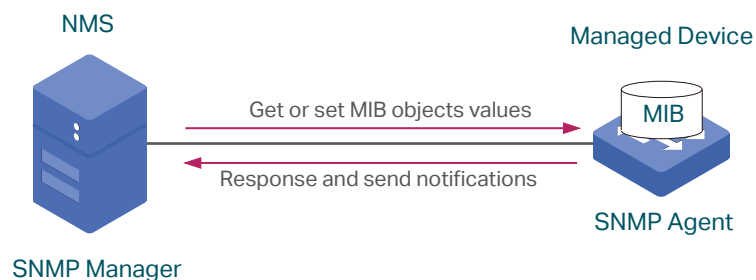 NMS
Managed Device
Get or set MIB objects values
MIB
Response and send notifications
SNMP Agent
SNMP Manager